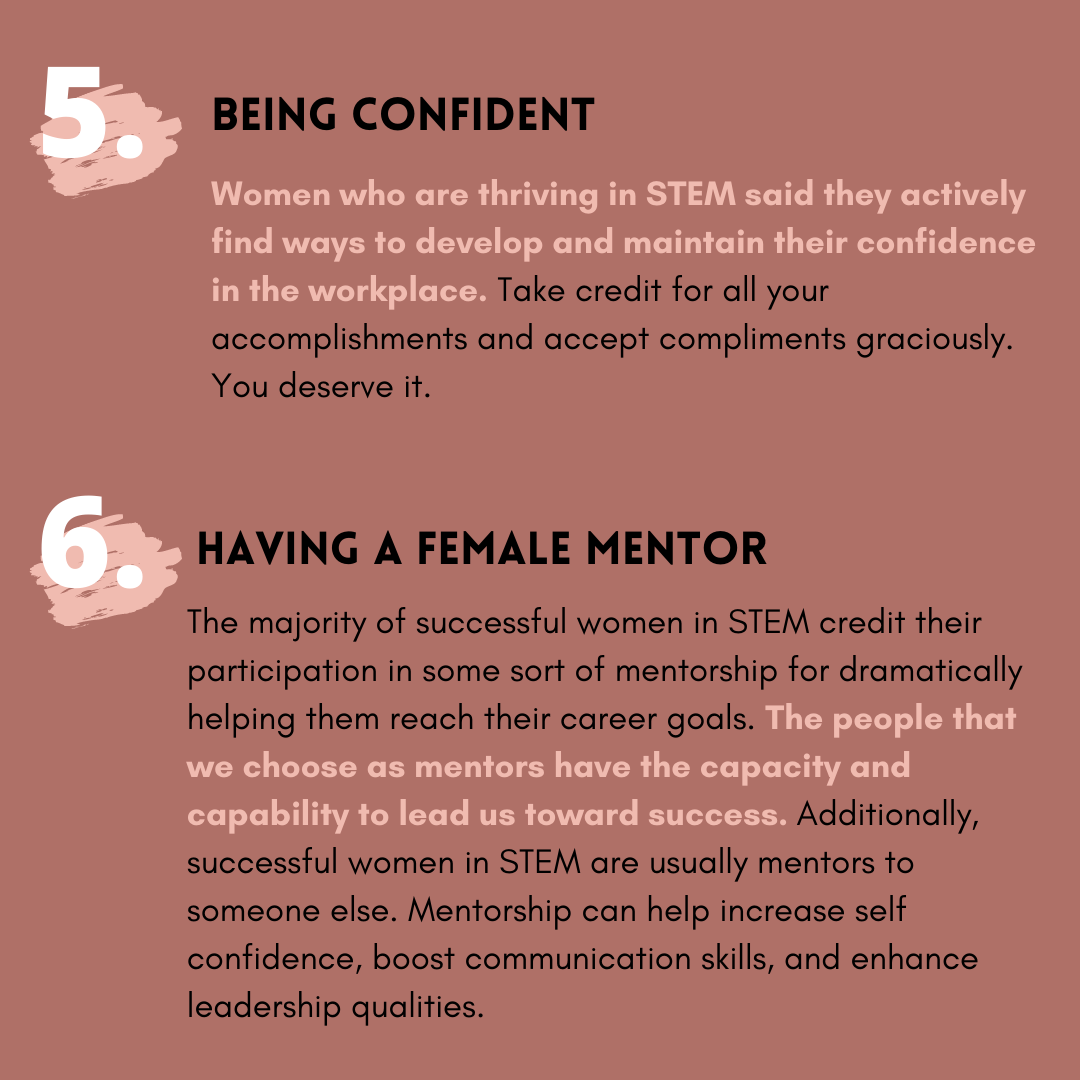 5.
BEING CONFIDENT
Women who are thriving in STEM said they actively
find ways to develop and maintain their confidence
in the workplace. Take credit for all your
accomplishments and accept compliments graciously.
You deserve it.
6.
HAVING A FEMALE MENTOR
The majority of successful women in STEM credit their
participation in some sort of mentorship for dramatically
helping them reach their career goals. The people that
we choose as mentors have the capacity and
capability to lead us toward success. Additionally,
successful women in STEM are usually mentors to
someone else. Mentorship can help increase self
confidence, boost communication skills, and enhance
leadership qualities.